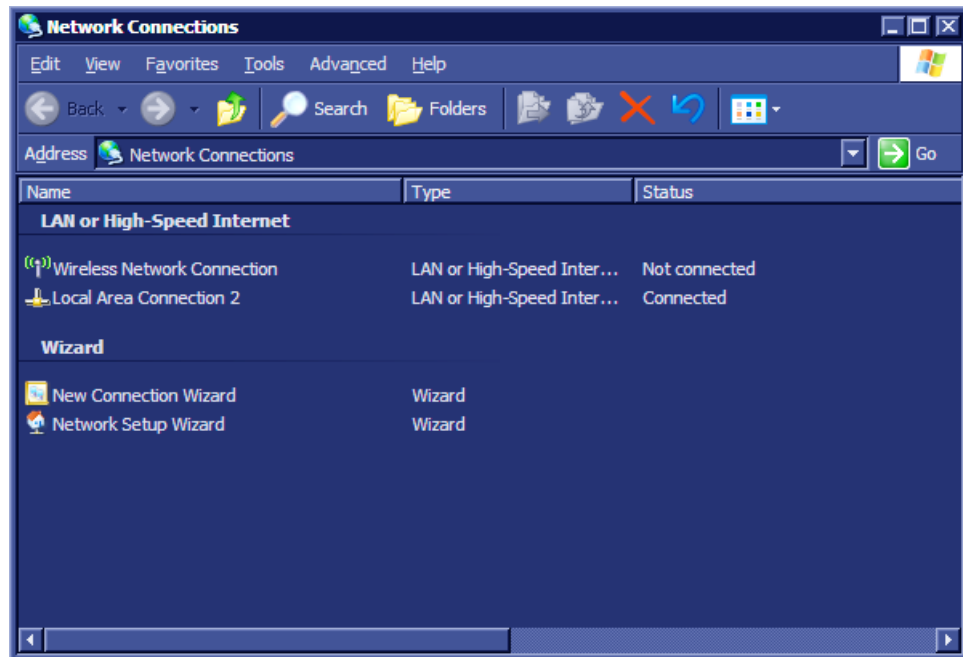 Network Connections
Edit View Favorites Tools Advanced Help
Back Search Folders
Address Network Connections Go
Name Type Status
LAN or High-Speed Internet
Wireless Network Connection LAN or High-Speed Inter... Not connected
Local Area Connection 2 LAN or High-Speed Inter... Connected
Wizard
New Connection Wizard Wizard
Network Setup Wizard Wizard